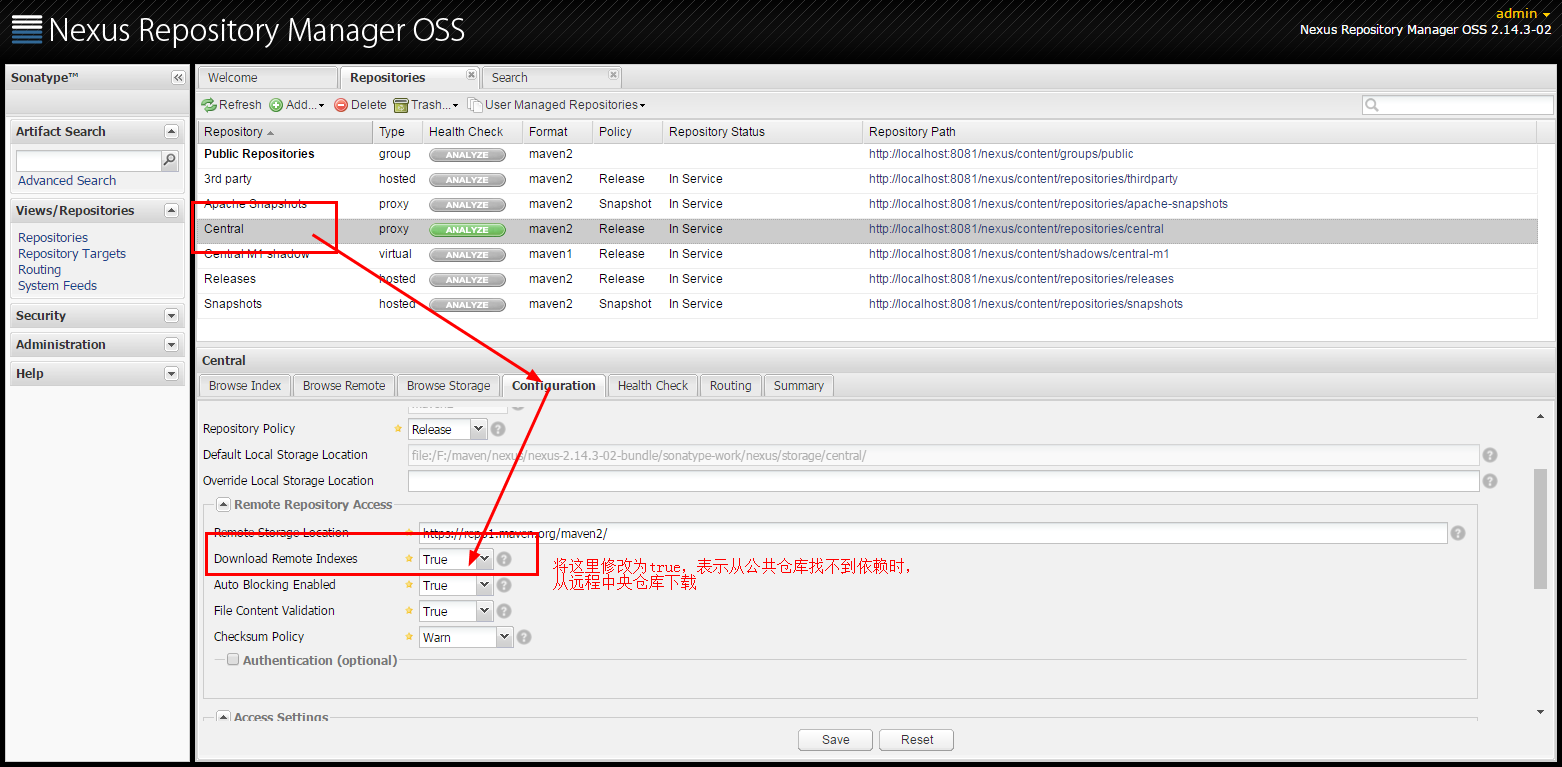 Nexus Repository Manager OSS
admin
Nexus Repository Manager OSS 2.14.3-02
Sonatype™
Welcome
Repositories
Search
Refresh Add... Delete Trash... User Managed Repositories
Artifact Search
Advanced Search
Views/Repositories
Repositories
Repository Targets
Routing
System Feeds
Security
Administration
Help
Repository Type Health Check Format Policy Repository Status Repository Path
Public Repositories group ANALYZE maven2 http://localhost:8081/nexus/content/groups/public
3rd party hosted ANALYZE maven2 Release In Service http://localhost:8081/nexus/content/repositories/thirdparty
Apache Snapshots proxy ANALYZE maven2 Snapshot In Service http://localhost:8081/nexus/content/repositories/apache-snapshots
Central proxy ANALYZE maven2 Release In Service http://localhost:8081/nexus/content/repositories/central
Central M1 shadow virtual ANALYZE maven1 Release In Service http://localhost:8081/nexus/content/shadows/central-m1
Releases hosted ANALYZE maven2 Release In Service http://localhost:8081/nexus/content/repositories/releases
Snapshots hosted ANALYZE maven2 Snapshot In Service http://localhost:8081/nexus/content/repositories/snapshots
Central
Browse Index Browse Remote Browse Storage Configuration Health Check Routing Summary
Repository Policy Release
Default Local Storage Location file:/F:/maven/nexus/nexus-2.14.3-02-bundle/sonatype-work/nexus/storage/central/
Override Local Storage Location
Remote Repository Access
Remote Storage Location https://repo1.maven.org/maven2/
Download Remote Indexes True
将这里修改为true，表示从公共仓库找不到依赖时，
从远程中央仓库下载
Auto Blocking Enabled True
File Content Validation True
Checksum Policy Warn
Authentication (optional)
Access Settings
Save Reset